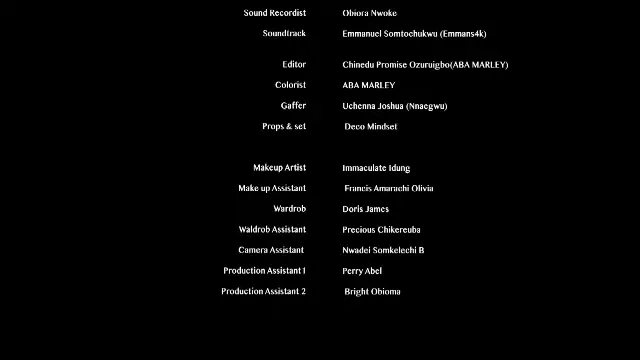 Sound Recordist Obiora Nwoke
Soundtrack Emmanuel Somtochukwu (Emmans4k)
Editor Chinedu Promise Ozuruigbo(ABA MARLEY)
Colorist ABA MARLEY
Gaffer Uchenna Joshua (Nnaegwu)
Props & set Deco Mindset
Makeup Artist Immaculate Idung
Make up Assistant Francis Amarachi Olivia
Wardrob Doris James
Waldrob Assistant Precious Chikereuba
Camera Assistant Nwadei Somkelechi B
Production Assistant 1 Perry Abel
Production Assistant 2 Bright Obioma